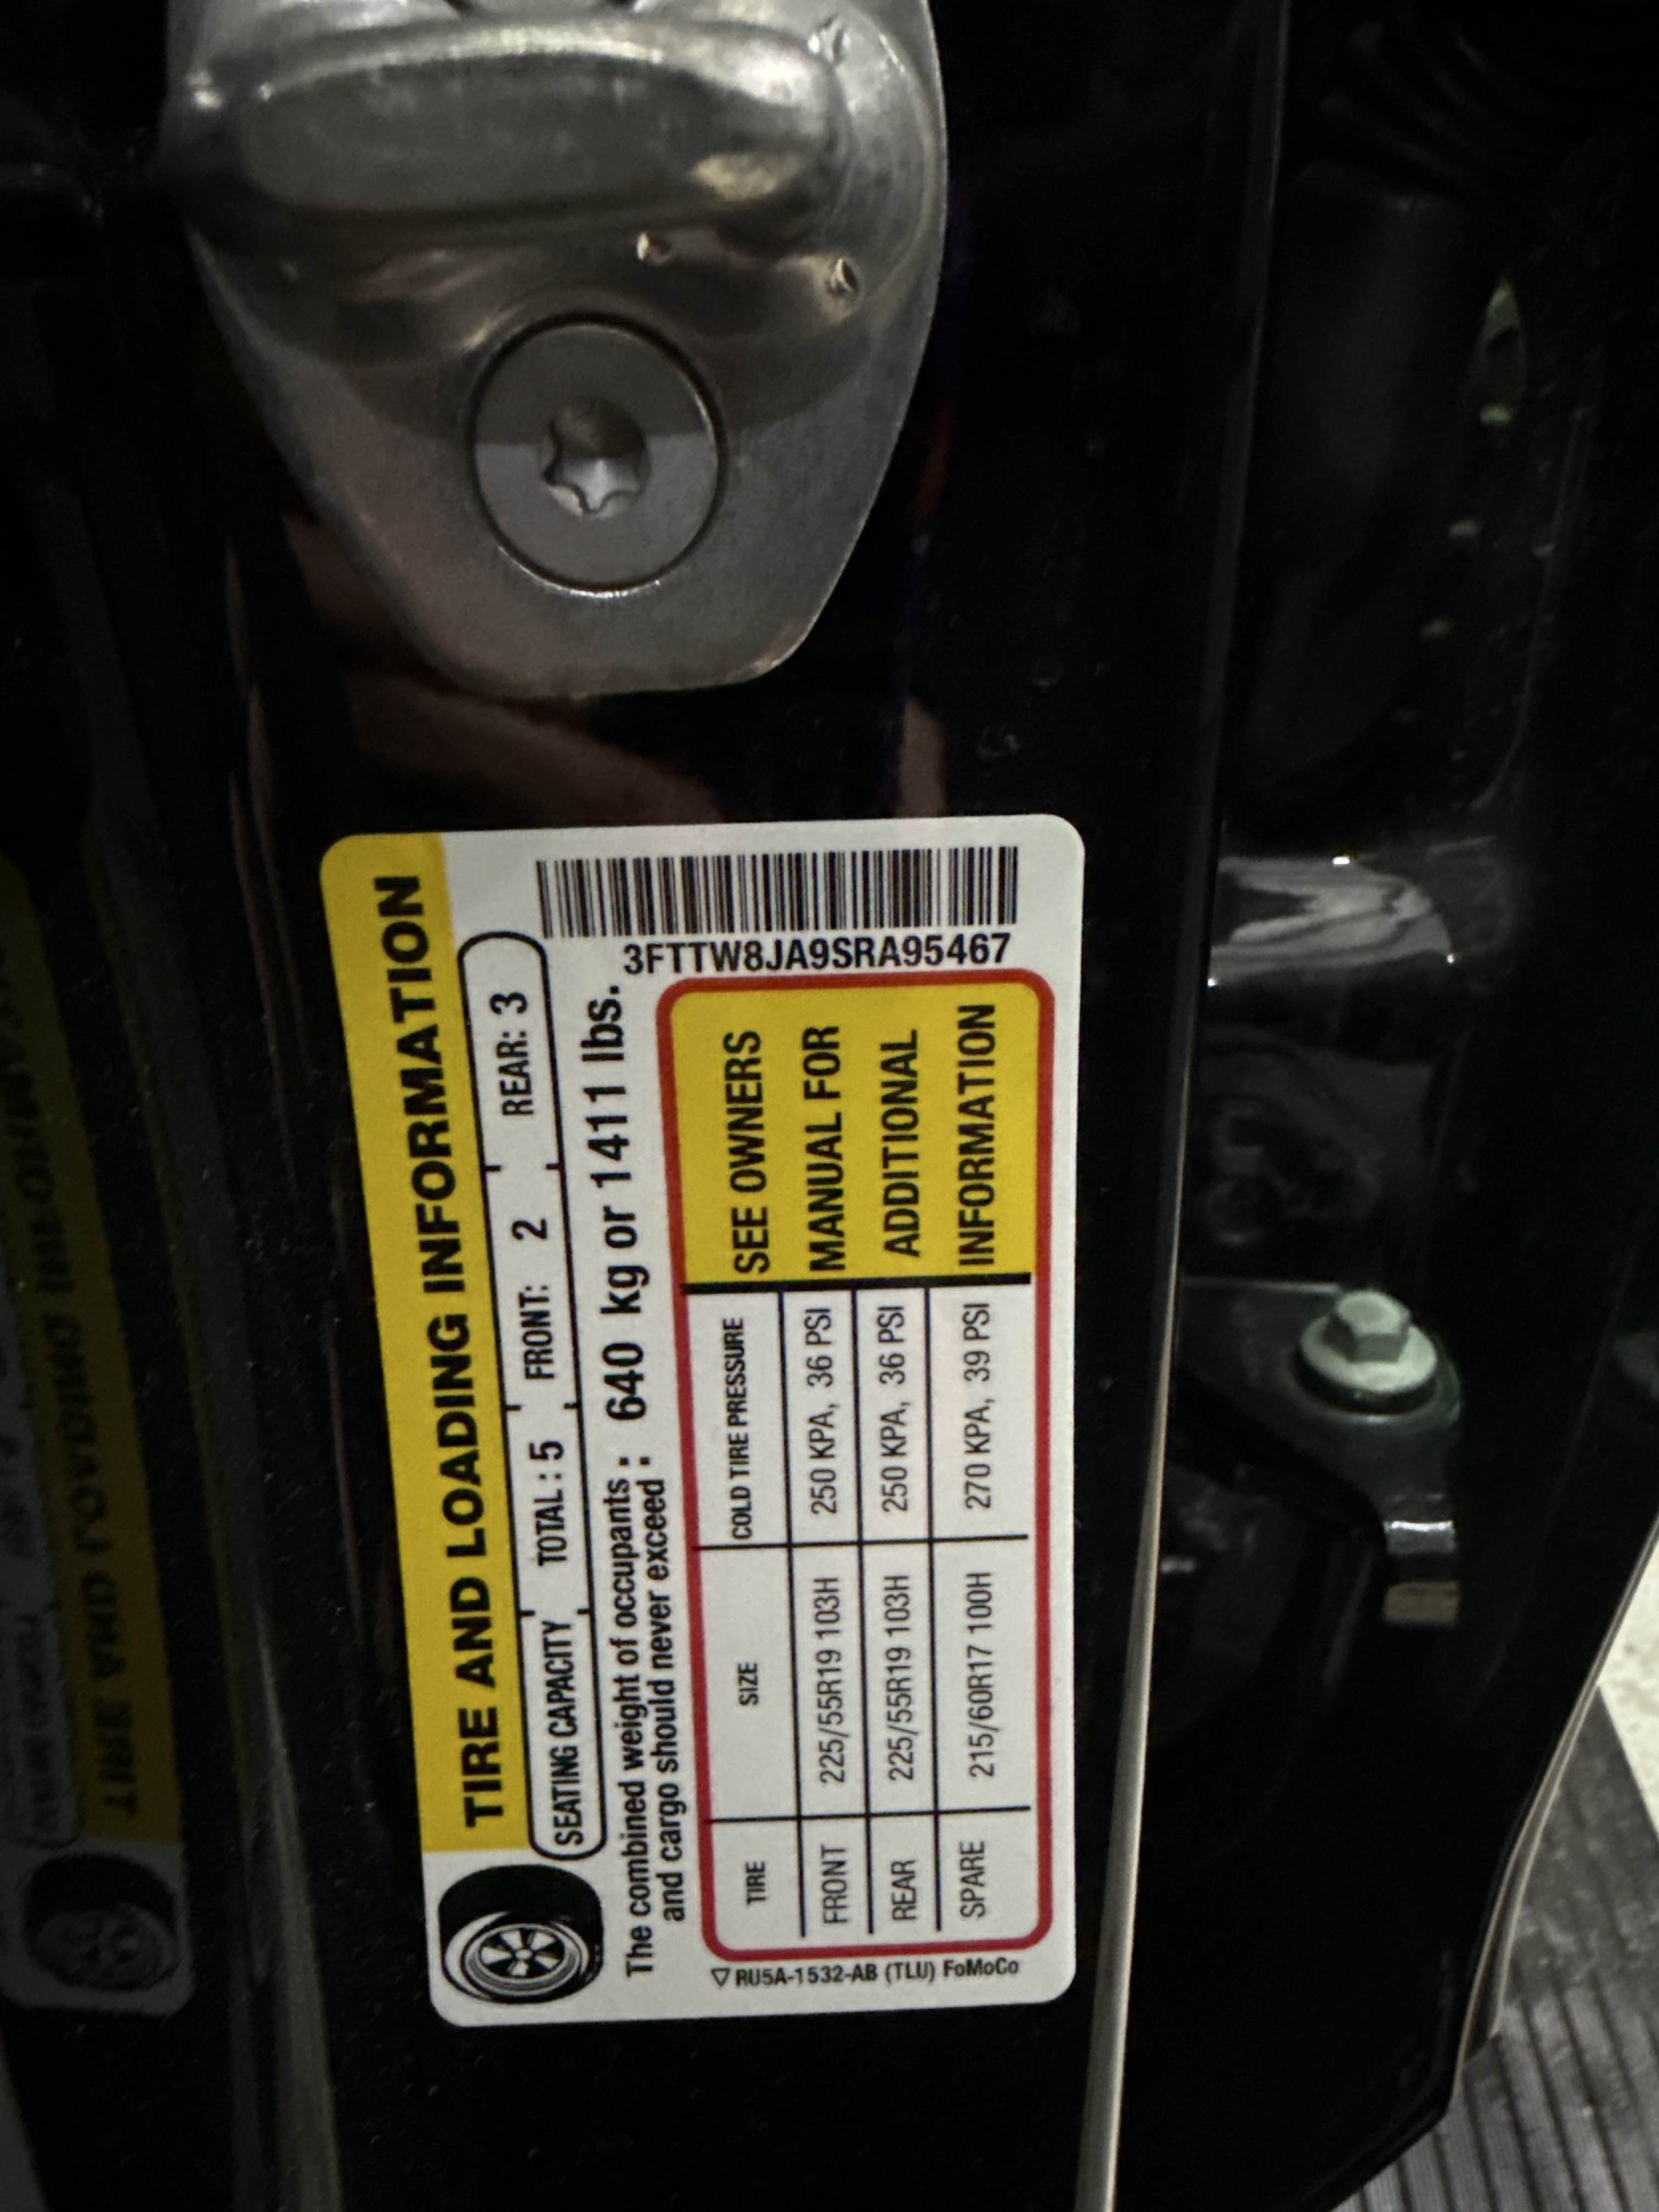 TIRE AND LOADING INFORMATION
SEATING CAPACITY TOTAL : 5 FRONT: 2 REAR: 3
The combined weight of occupants : 640 kg or 1411 lbs.
and cargo should never exceed :
3FTTW8JA9SRA95467
TIRE SIZE COLD TIRE PRESSURE
FRONT 225/55R19 103H 250 KPA, 36 PSI
REAR 225/55R19 103H 250 KPA, 36 PSI
SPARE 215/60R17 100H 270 KPA, 39 PSI
SEE OWNERS
MANUAL FOR
ADDITIONAL
INFORMATION
RU5A-1532-AB (TLU) FoMoCo